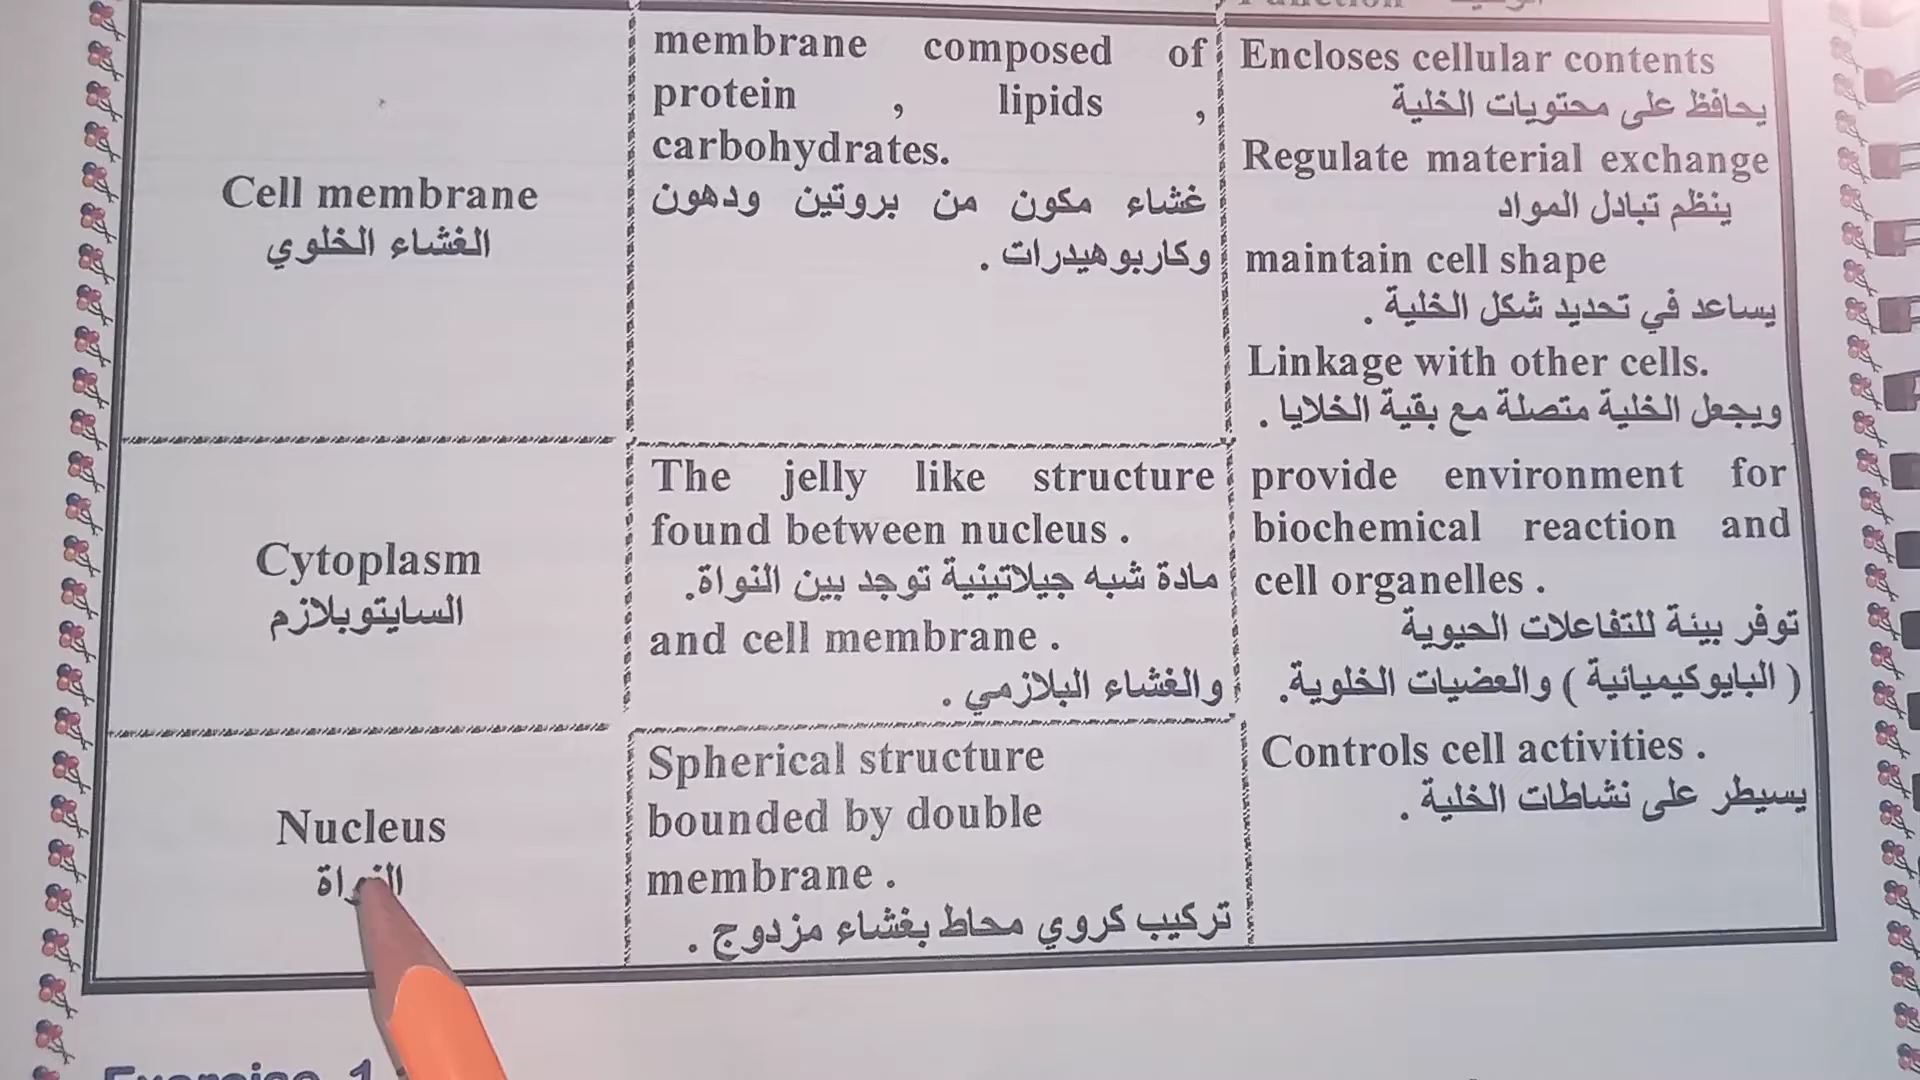 Cell membrane
الغشاء الخلوي
membrane composed of
protein , lipids ,
carbohydrates.
غشاء مكون من بروتين ودهون
وكاربوهيدرات .
Encloses cellular contents
يحافظ على محتويات الخلية
Regulate material exchange
ينظم تبادل المواد
maintain cell shape
يساعد في تحديد شكل الخلية .
Linkage with other cells.
ويجعل الخلية متصلة مع بقية الخلايا .
Cytoplasm
السايتوبلازم
The jelly like structure
found between nucleus .
مادة شبه جيلاتينية توجد بين النواة.
and cell membrane .
والغشاء البلازمي .
provide environment for
biochemical reaction and
cell organelles .
توفر بيئة للتفاعلات الحيوية
( البايوكيميائية ) والعضيات الخلوية.
Nucleus
النواة
Spherical structure
bounded by double
membrane .
تركيب كروي محاط بغشاء مزدوج .
Controls cell activities .
يسيطر على نشاطات الخلية .